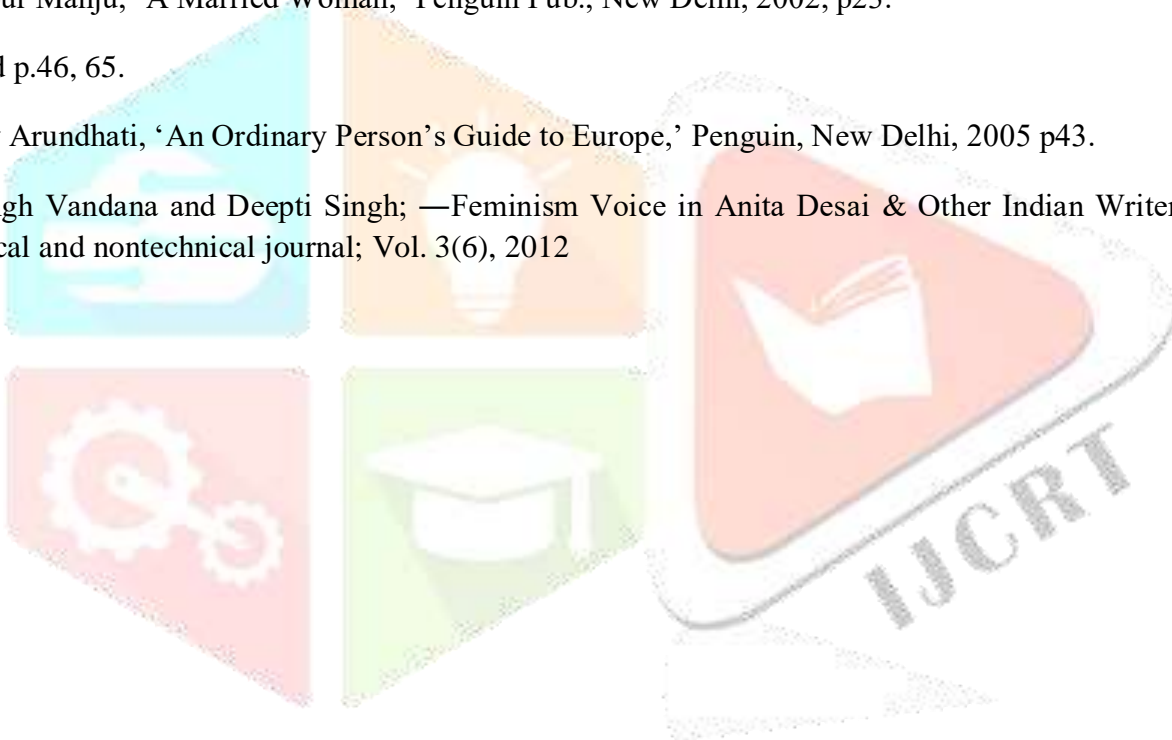 ur Manju, ‘A Married Woman,’ Penguin Pub., New Delhi, 2002, p23.
d p.46, 65.
Arundhati, ‘An Ordinary Person’s Guide to Europe,’ Penguin, New Delhi, 2005 p43.
gh Vandana and Deepti Singh; ―Feminism Voice in Anita Desai & Other Indian Writer
cal and nontechnical journal; Vol. 3(6), 2012
IJCRT